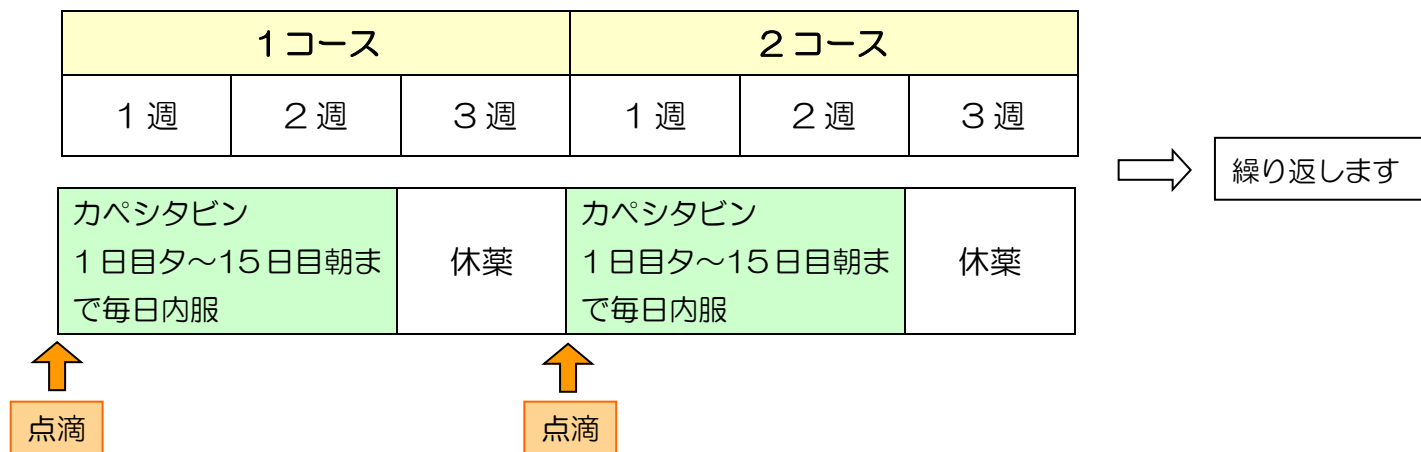 1コース 2コース
1週 2週 3週 1週 2週 3週
繰り返します
カペシタビン
1日目夕～15日目朝ま
で毎日内服
休薬
カペシタビン
1日目夕～15日目朝ま
で毎日内服
休薬
点滴 点滴